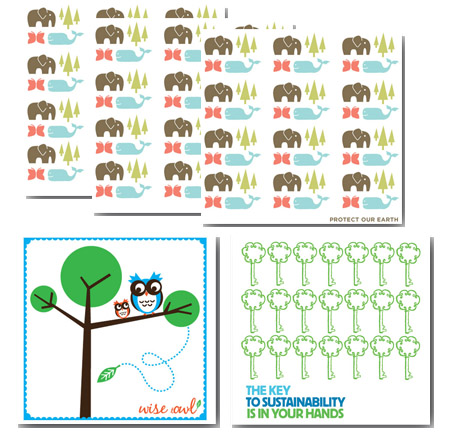 PROTECT OUR EARTH
wise owl
THE KEY
TO SUSTAINABILITY
IS IN YOUR HANDS